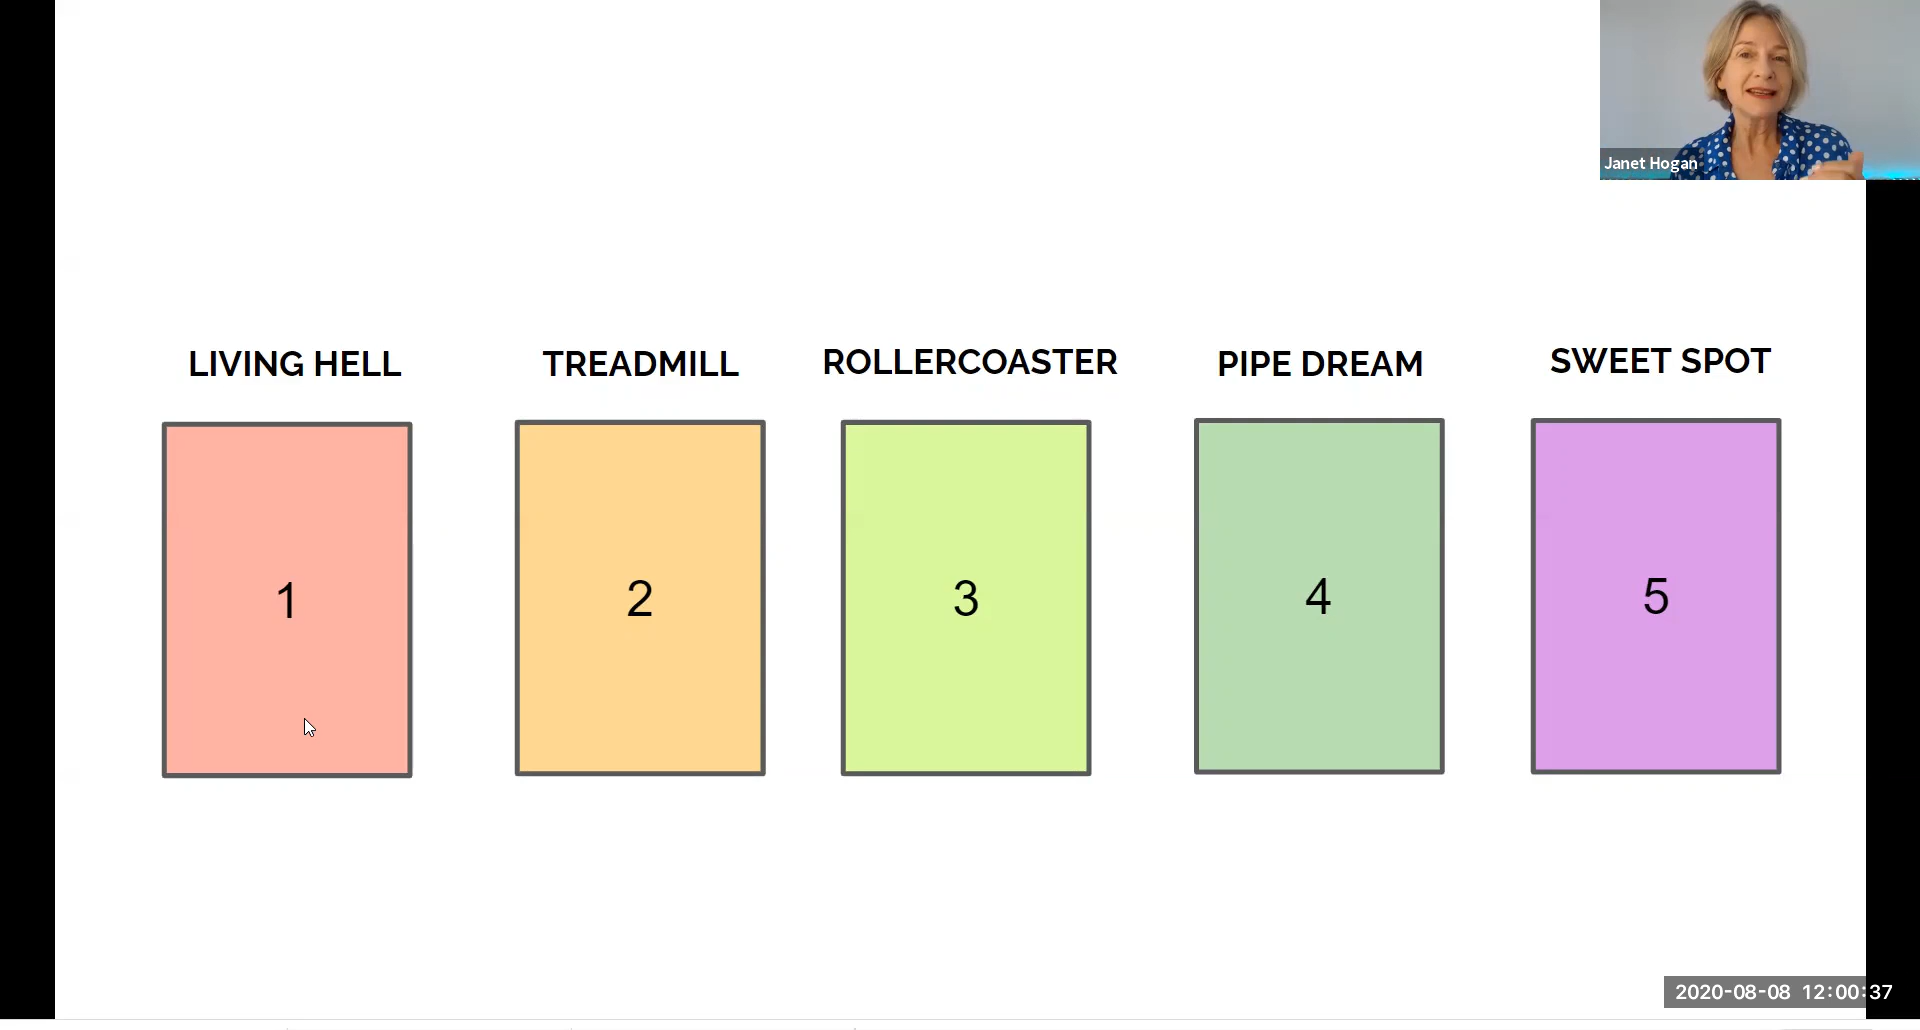 Janet Hogan
LIVING HELL
TREADMILL
ROLLERCOASTER
PIPE DREAM
SWEET SPOT
1
2
3
4
5
2020-08-08 12:00:37